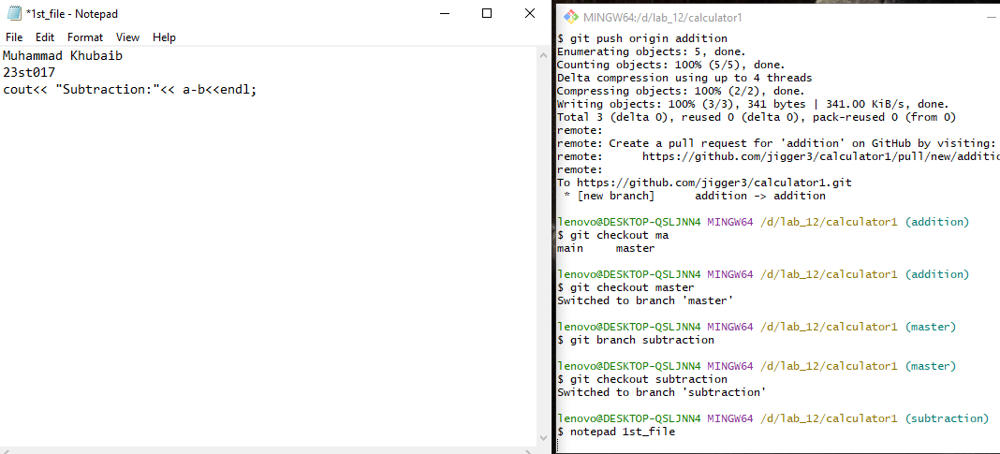 *1st_file - Notepad
File Edit Format View Help
Muhammad Khubaib
23st017
cout<< "Subtraction:"<< a-b<<endl;
MINGW64:/d/lab_12/calculator1
$ git push origin addition
Enumerating objects: 5, done.
Counting objects: 100% (5/5), done.
Delta compression using up to 4 threads
Compressing objects: 100% (2/2), done.
Writing objects: 100% (3/3), 341 bytes | 341.00 KiB/s, done.
Total 3 (delta 0), reused 0 (delta 0), pack-reused 0 (from 0)
remote:
remote: Create a pull request for 'addition' on GitHub by visiting:
remote:      https://github.com/jigger3/calculator1/pull/new/additio
remote:
To https://github.com/jigger3/calculator1.git
 * [new branch]      addition -> addition
lenovo@DESKTOP-QSLJNN4 MINGW64 /d/lab_12/calculator1 (addition)
$ git checkout ma
main     master
lenovo@DESKTOP-QSLJNN4 MINGW64 /d/lab_12/calculator1 (addition)
$ git checkout master
Switched to branch 'master'
lenovo@DESKTOP-QSLJNN4 MINGW64 /d/lab_12/calculator1 (master)
$ git branch subtraction
lenovo@DESKTOP-QSLJNN4 MINGW64 /d/lab_12/calculator1 (master)
$ git checkout subtraction
Switched to branch 'subtraction'
lenovo@DESKTOP-QSLJNN4 MINGW64 /d/lab_12/calculator1 (subtraction)
$ notepad 1st_file